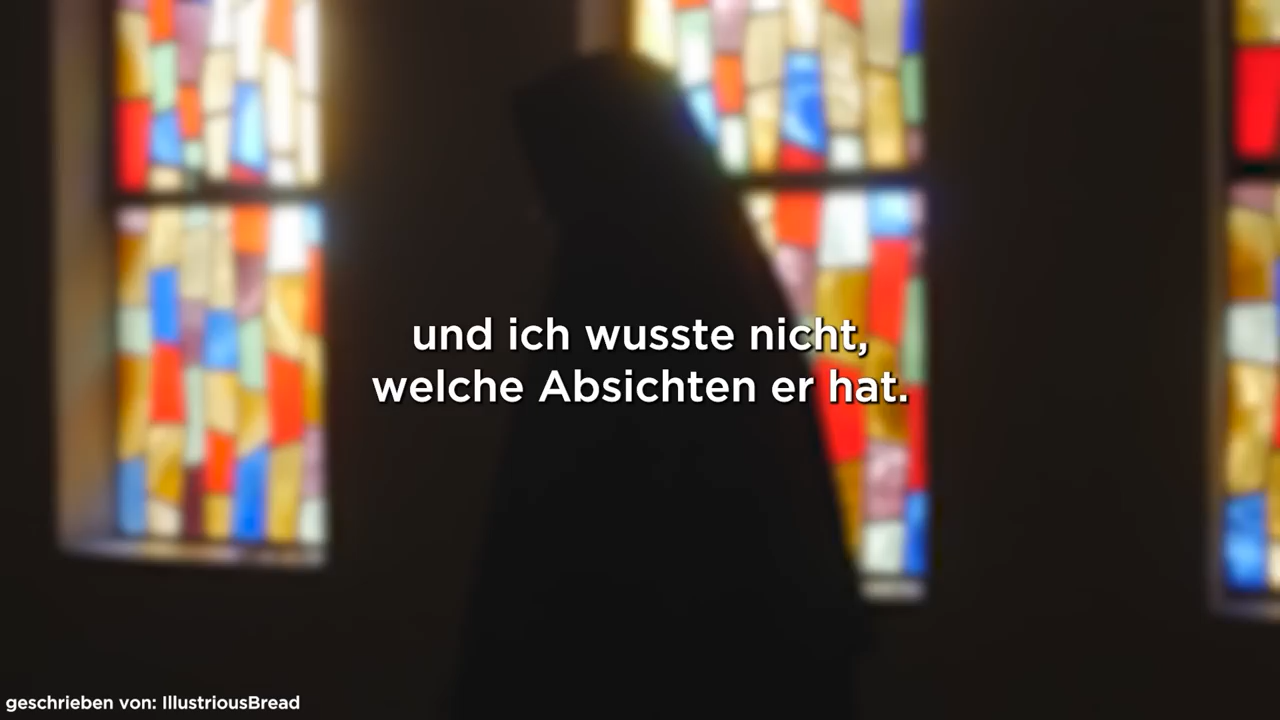 und ich wusste nicht,
welche Absichten er hat.
geschrieben von: IllustriousBread